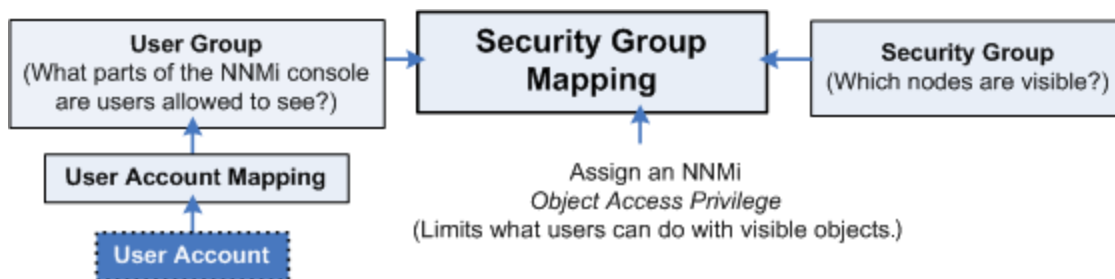 User Group
(What parts of the NNMi console
are users allowed to see?)
User Account Mapping
User Account
Security Group
Mapping
Assign an NNMi
Object Access Privilege
(Limits what users can do with visible objects.)
Security Group
(Which nodes are visible?)